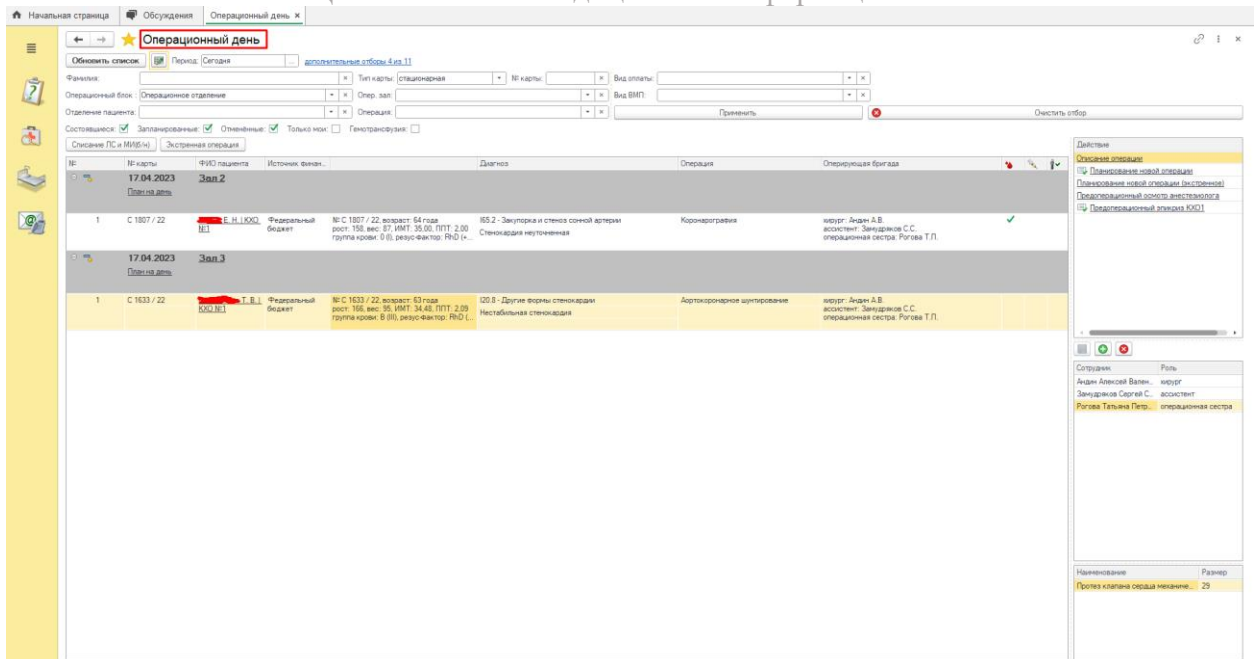 Начальная страница Обсуждения Операционный день ×
Операционный день
Обновить список Период: Сегодня ... дополнительные отборы 4 из 11
Фамилия: × Тип карты: стационарная № карты: × Вид оплаты: ×
Операционный блок : Операционное отделение × Опер. зал: × Вид ВМП: ×
Отделение пациента: × Операция: × Применить Очистить отбор
Состоявшиеся: Запланированные: Отменённые: Только мои: Гемотрансфузия:
Списание ЛС и МИ(б/н) Экстренная операция
№ № карты ФИО пациента Источник финан... Диагноз Операция Оперирующая бригада
17.04.2023 Зал 2
План на день
1 С 1807 / 22 Е. Н. | КХО Федеральный № С 1807 / 22, возраст: 64 года I65.2 - Закупорка и стеноз сонной артерии Коронарография хирург: Андин А.В.
№1 бюджет рост: 158, вес: 87, ИМТ: 35,00, ППТ: 2,00 Стенокардия неуточненная ассистент: Замудряков С.С.
группа крови: 0 (I), резус-фактор: RhD (+... операционная сестра: Рогова Т.П.
17.04.2023 Зал 3
План на день
1 С 1633 / 22 Т. В. | Федеральный № С 1633 / 22, возраст: 63 года I20.8 - Другие формы стенокардии Аортокоронарное шунтирование хирург: Андин А.В.
КХО №1 бюджет рост: 166, вес: 95, ИМТ: 34,48, ППТ: 2,09 Нестабильная стенокардия ассистент: Замудряков С.С.
группа крови: B (III), резус-фактор: RhD (... операционная сестра: Рогова Т.П.
Действие
Описание операции
Планирование новой операции
Планирование новой операции (экстренное)
Предоперационный осмотр анестезиолога
Предоперационный эпикриз КХО1
Сотрудник Роль
Андин Алексей Вален... хирург
Замудряков Сергей С... ассистент
Рогова Татьяна Петр... операционная сестра
Наименование Размер
Протез клапана сердца механиче... 29